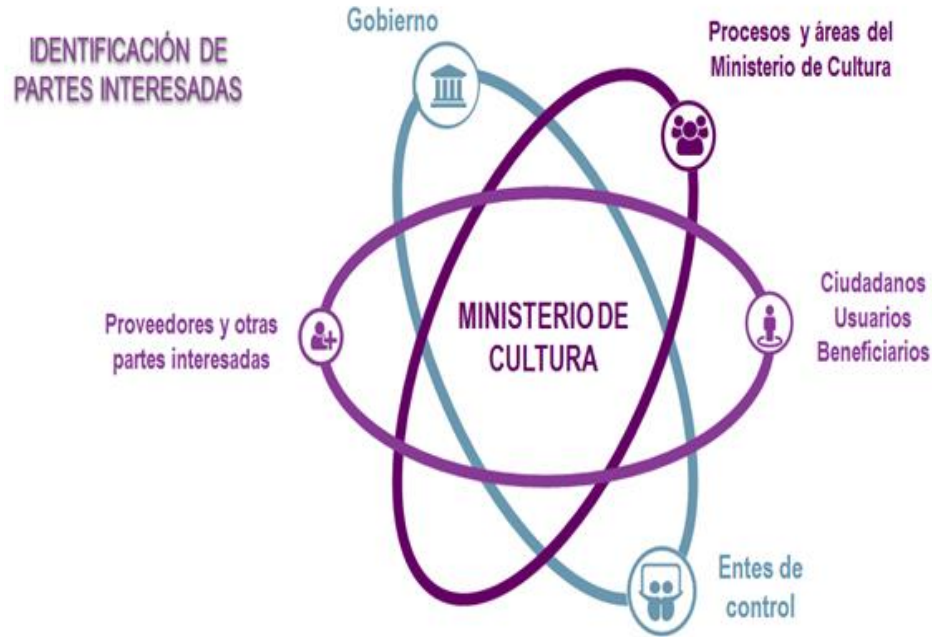 IDENTIFICACIÓN DE
PARTES INTERESADAS
Gobierno
Procesos y áreas del
Ministerio de Cultura
Proveedores y otras
partes interesadas
MINISTERIO DE
CULTURA
Ciudadanos
Usuarios
Beneficiarios
Entes de
control